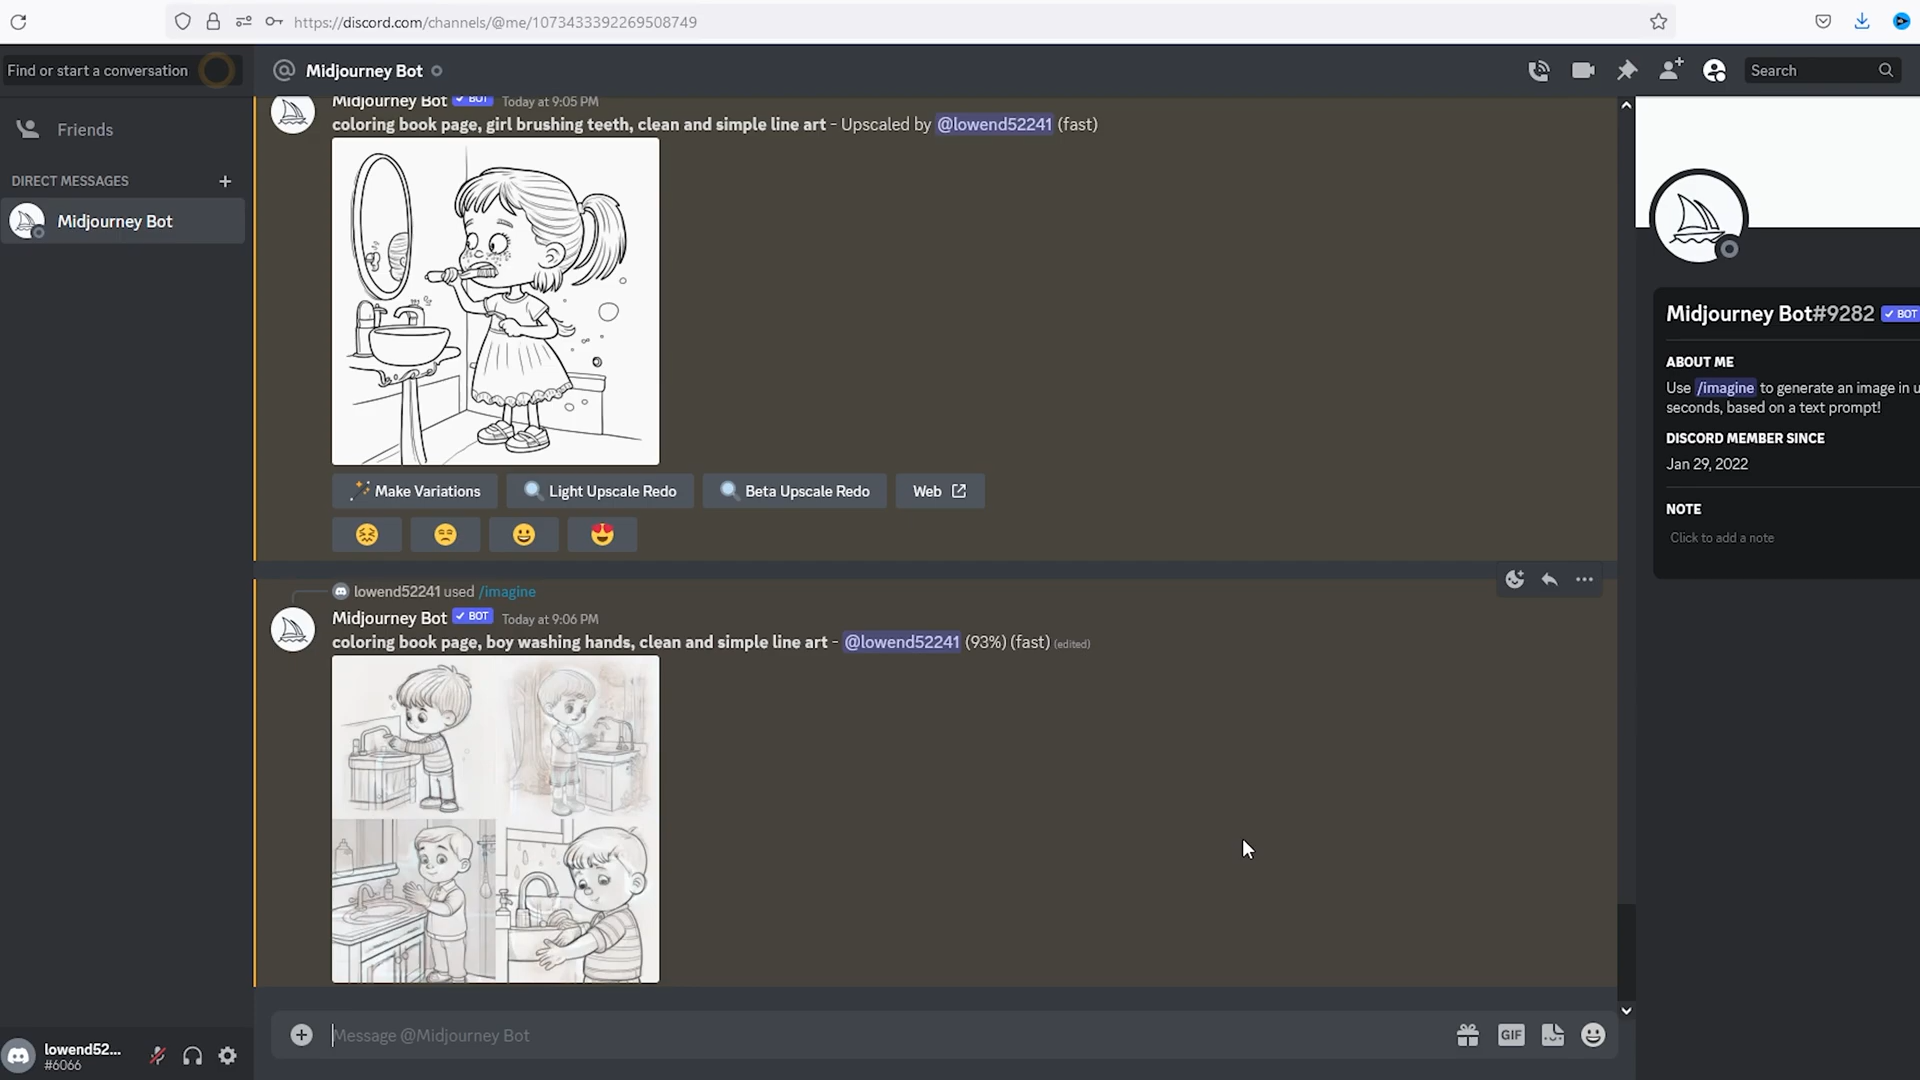 https://discord.com/channels/@me/1073433392269508749
Find or start a conversation
Midjourney Bot
Search
Friends
DIRECT MESSAGES
Midjourney Bot
Midjourney Bot BOT Today at 9:05 PM
coloring book page, girl brushing teeth, clean and simple line art - Upscaled by @lowend52241 (fast)
Make Variations
Light Upscale Redo
Beta Upscale Redo
Web
lowend52241 used /imagine
Midjourney Bot BOT Today at 9:06 PM
coloring book page, boy washing hands, clean and simple line art - @lowend52241 (93%) (fast) (edited)
Message @Midjourney Bot
GIF
lowend52...
#6066
Midjourney Bot#9282 BOT
ABOUT ME
Use /imagine to generate an image in u
seconds, based on a text prompt!
DISCORD MEMBER SINCE
Jan 29, 2022
NOTE
Click to add a note